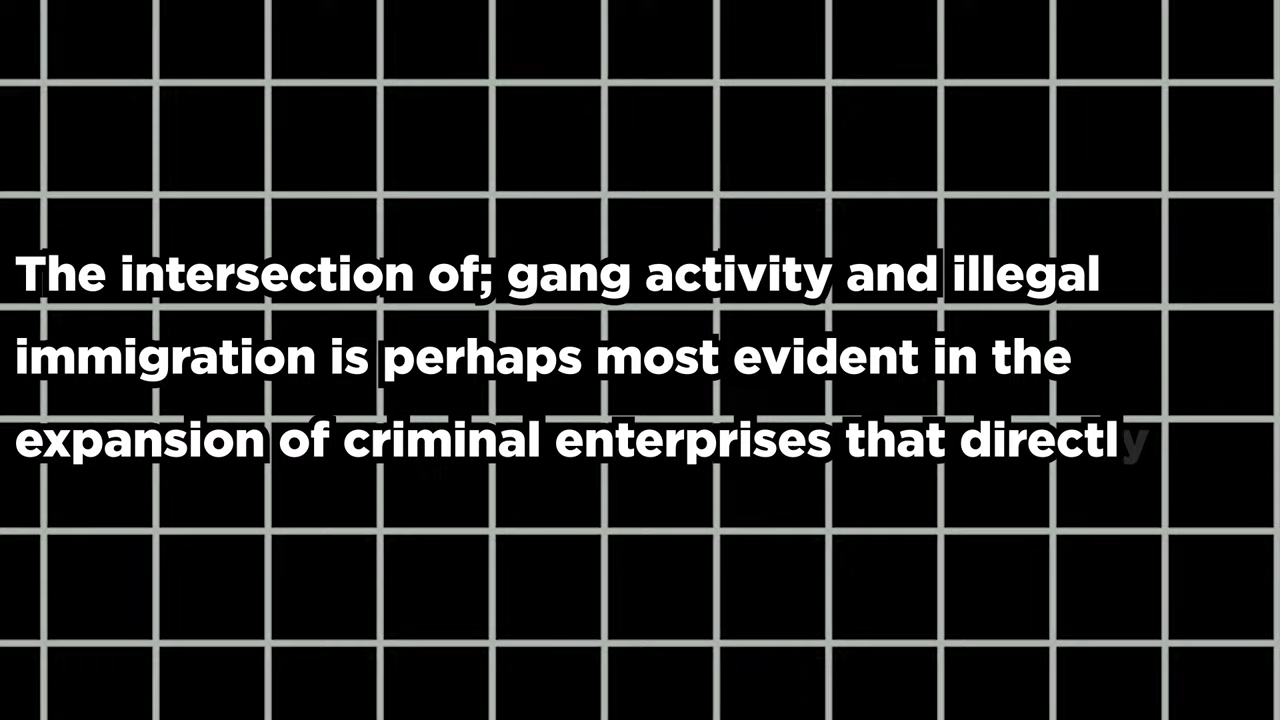 The intersection of; gang activity and illegal
immigration is perhaps most evident in the
expansion of criminal enterprises that directly